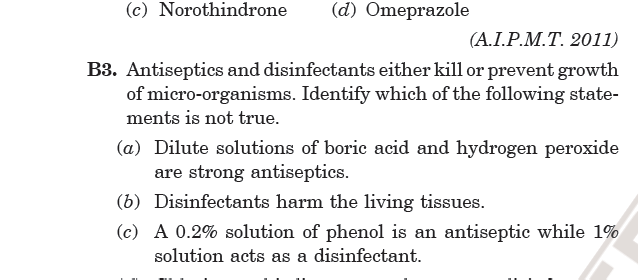 (c) Norothindrone (d) Omeprazole
(A.I.P.M.T. 2011)
B3. Antiseptics and disinfectants either kill or prevent growth
of micro-organisms. Identify which of the following state-
ments is not true.
(a) Dilute solutions of boric acid and hydrogen peroxide
are strong antiseptics.
(b) Disinfectants harm the living tissues.
(c) A 0.2% solution of phenol is an antiseptic while 1%
solution acts as a disinfectant.